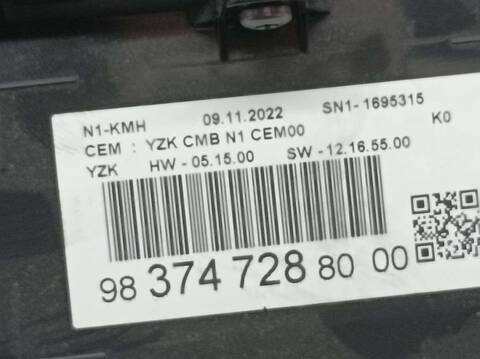 N1-KMH 09.11.2022 SN1- 1695315
CEM : YZK CMB N1 CEM00 K0
YZK HW - 05.15.00 SW - 12.16.55.00
98 374 728 80 00